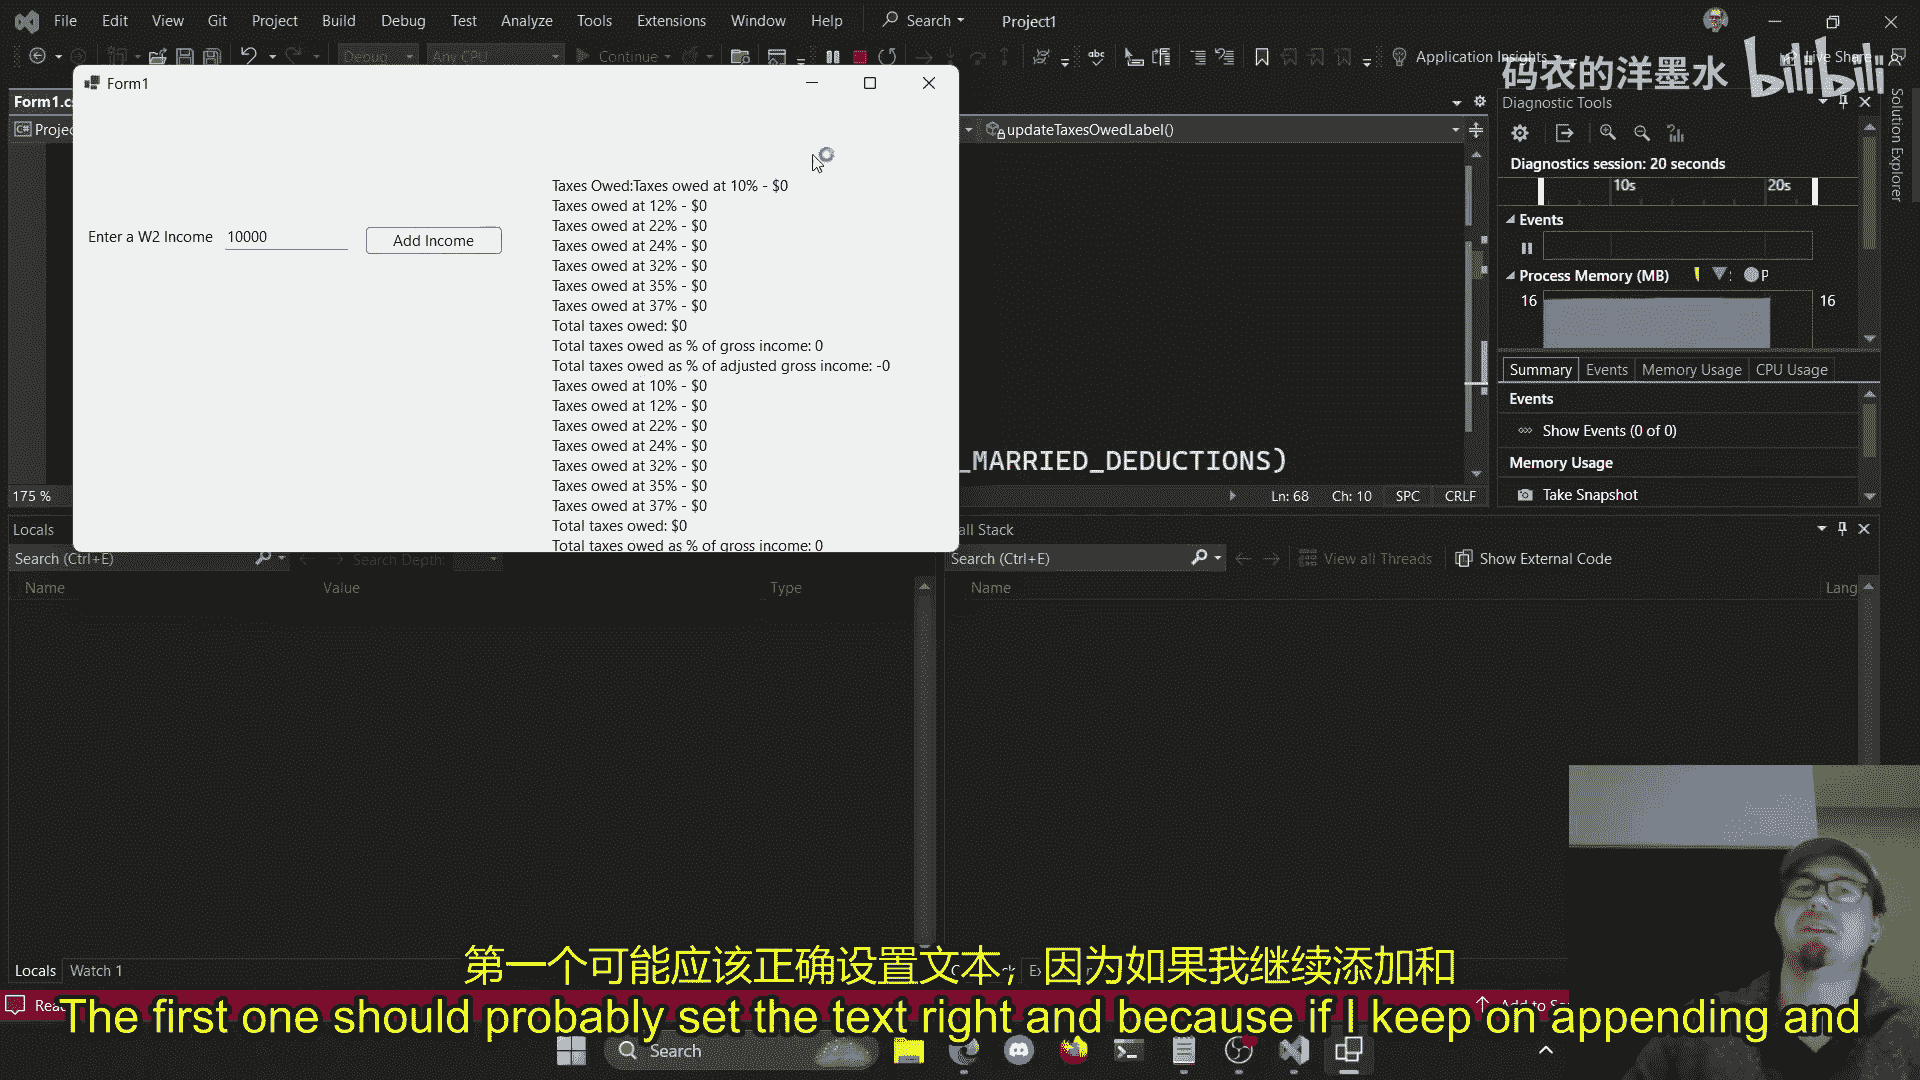 File Edit View Git Project Build Debug Test Analyze Tools Extensions Window Help Search Project1
Debug Any CPU Continue Application Insights Live Share
码农的洋墨水 bilibili
Form1
Form1.cs
Diagnostic Tools
Solution Explorer
updateTaxesOwedLabel()
Diagnostics session: 20 seconds
10s 20s
Taxes Owed:Taxes owed at 10% - $0
Taxes owed at 12% - $0
Taxes owed at 22% - $0
Enter a W2 Income 10000 Add Income
Taxes owed at 24% - $0
Taxes owed at 32% - $0
Taxes owed at 35% - $0
Taxes owed at 37% - $0
Total taxes owed: $0
Total taxes owed as % of gross income: 0
Total taxes owed as % of adjusted gross income: -0
Taxes owed at 10% - $0
Taxes owed at 12% - $0
Taxes owed at 22% - $0
Taxes owed at 24% - $0
Taxes owed at 32% - $0
Taxes owed at 35% - $0
Taxes owed at 37% - $0
Total taxes owed: $0
Total taxes owed as % of gross income: 0
Events
Process Memory (MB) P
16 16
Summary Events Memory Usage CPU Usage
Events
Show Events (0 of 0)
Memory Usage
Take Snapshot
_MARRIED_DEDUCTIONS)
175 % Ln: 68 Ch: 10 SPC CRLF
Locals
Search (Ctrl+E) Search Depth:
Name Value Type
all Stack
Search (Ctrl+E) View all Threads Show External Code
Name Lang
Locals Watch 1
第一个可能应该正确设置文本，因为如果我继续添加和
The first one should probably set the text right and because if I keep on appending and
Search